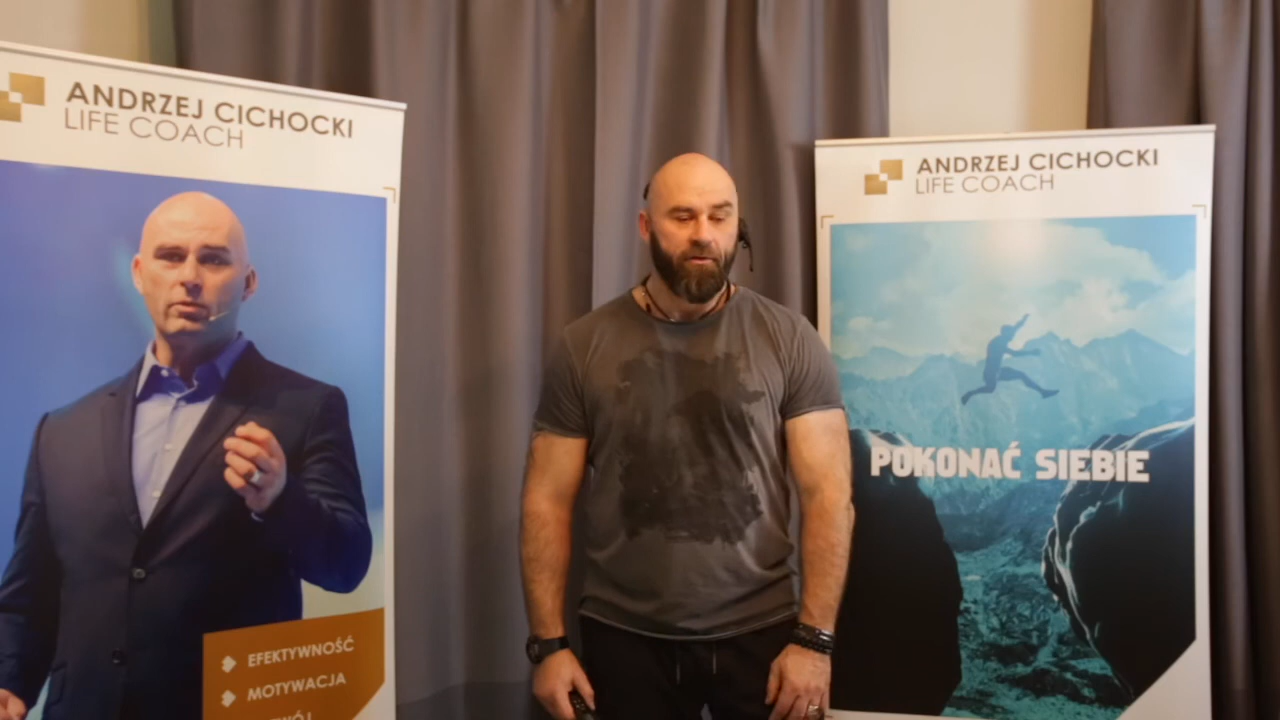 ANDRZEJ CICHOCKI
LIFE COACH
EFEKTYWNOŚĆ
MOTYWACJA
ANDRZEJ CICHOCKI
LIFE COACH
POKONAĆ SIEBIE